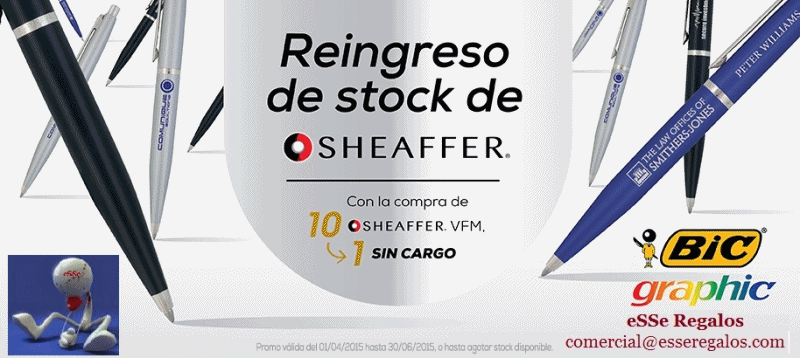 Reingreso
de stock de
SHEAFFER®
Con la compra de
10 SHEAFFER® VFM,
1 SIN CARGO
COMUNIQUE
COMUNIQUE
THE LAW OFFICES OF
SMITHERS-JONES
PETER WILLIAMS
BiC
graphic
eSSe Regalos
comercial@esseregalos.com
eSSe
Promo válida del 01/04/2015 hasta 30/06/2015, o hasta agotar stock disponible.